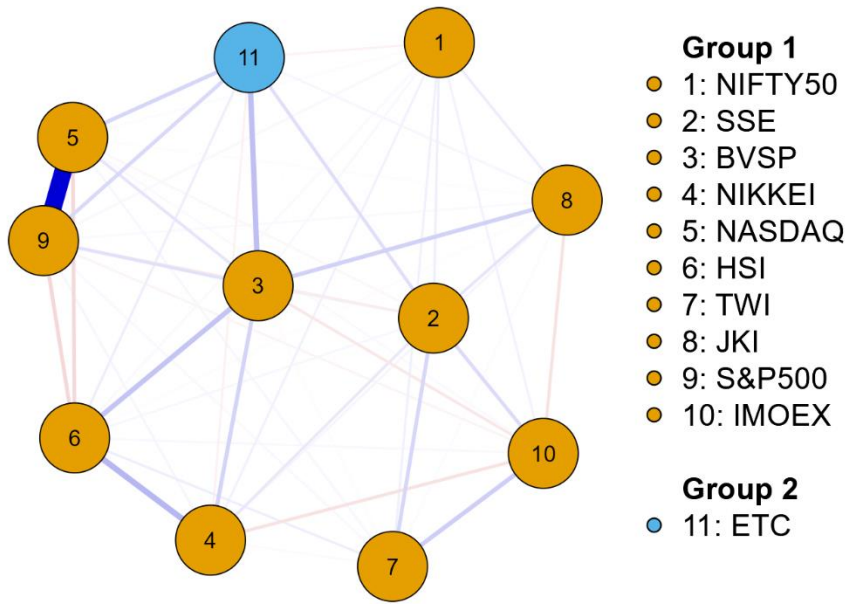 11
1
5
8
9
3
2
6
10
4
7
Group 1
1: NIFTY50
2: SSE
3: BVSP
4: NIKKEI
5: NASDAQ
6: HSI
7: TWI
8: JKI
9: S&P500
10: IMOEX
Group 2
11: ETC